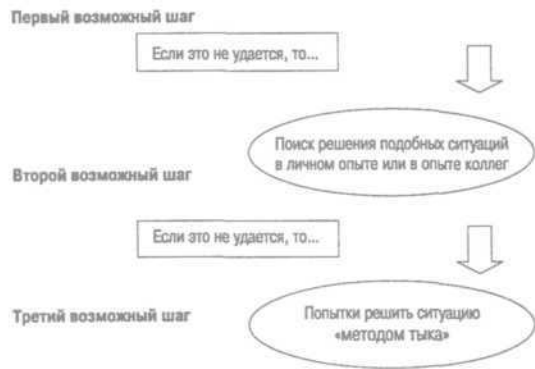 Первый возможный шаг
Если это не удается, то...
Поиск решения подобных ситуаций
в личном опыте или в опыте коллег
Второй возможный шаг
Если это не удается, то...
Третий возможный шаг
Попытки решить ситуацию
«методом тыка»